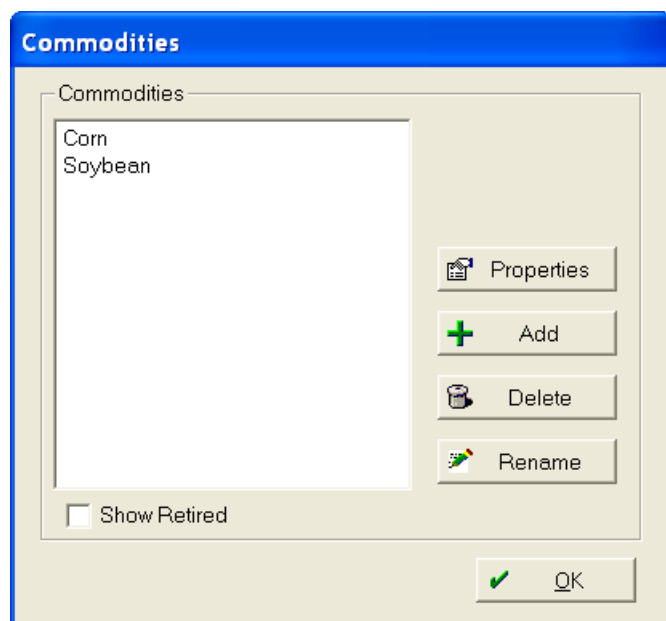 Commodities
Commodities
Corn
Soybean
Properties
Add
Delete
Rename
Show Retired
OK